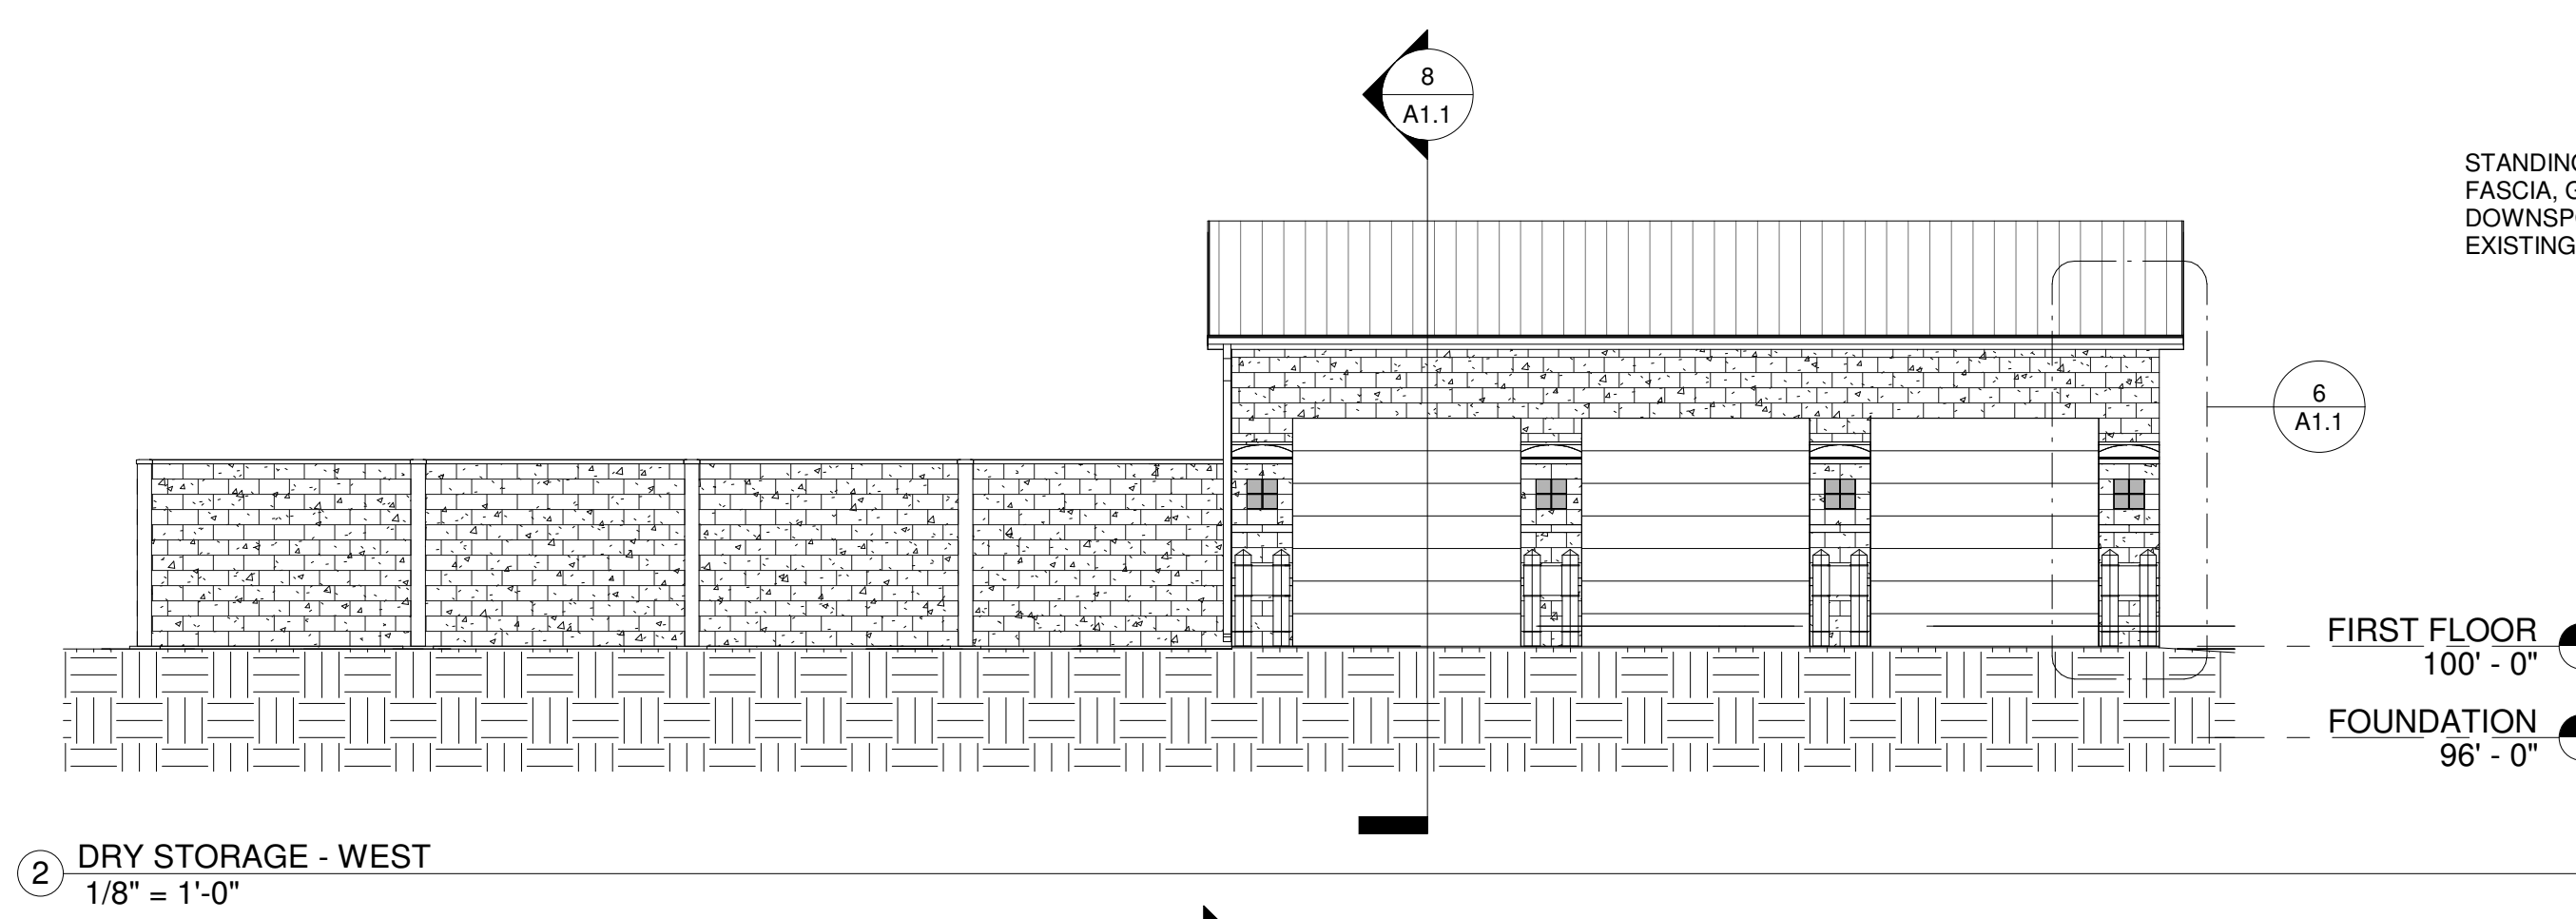 8
A1.1
STANDING
FASCIA, G
DOWNSP
EXISTING
6
A1.1
FIRST FLOOR
100' - 0"
FOUNDATION
96' - 0"
2
DRY STORAGE - WEST
1/8" = 1'-0"